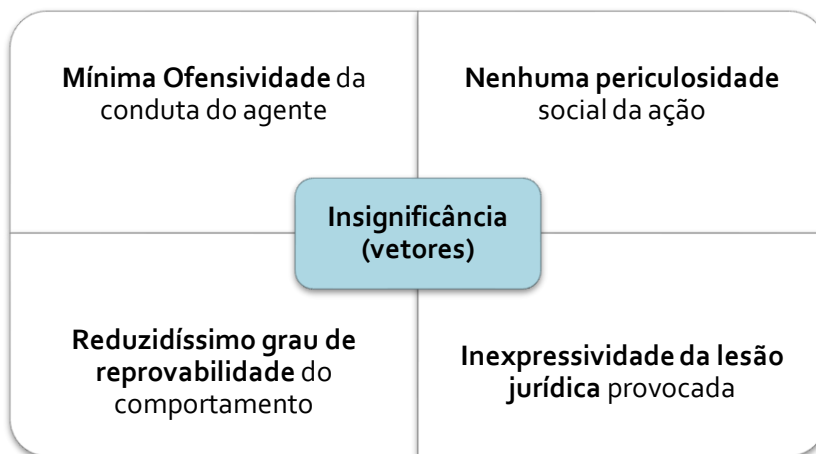 Mínima Ofensividade da
conduta do agente
Nenhuma periculosidade
social da ação
Insignificância
(vetores)
Reduzidíssimo grau de
reprovabilidade do
comportamento
Inexpressividade da lesão
jurídica provocada